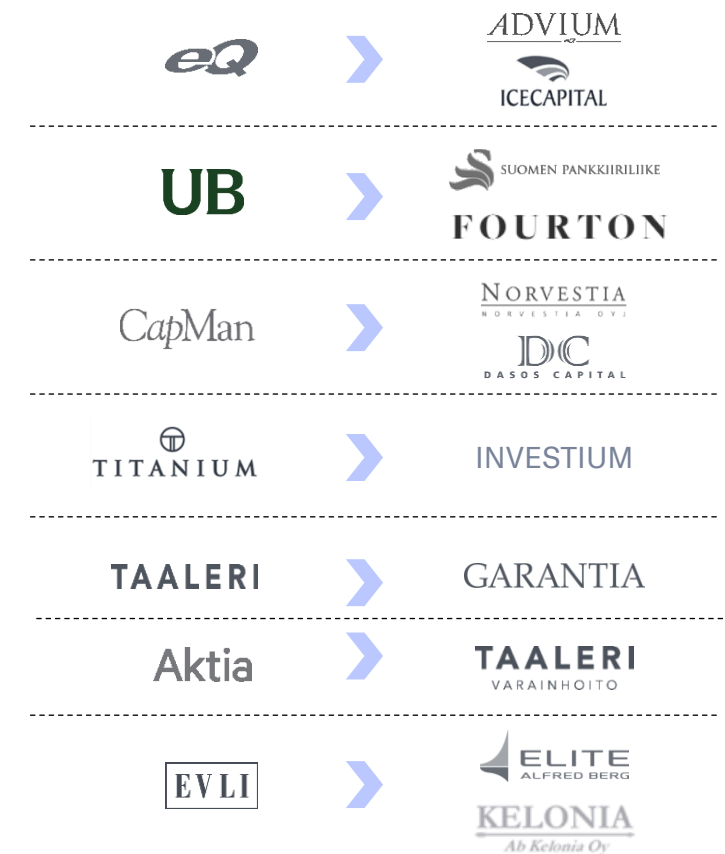 eQ
ADVIUM
ICECAPITAL
UB
SUOMEN PANKKIIRILIIKE
FOURTON
CapMan
NORVESTIA
NORVESTIA OYJ
DC
DASOS CAPITAL
TITANIUM
INVESTIUM
TAALERI
GARANTIA
Aktia
TAALERI
VARAINHOITO
EVLI
ELITE
ALFRED BERG
KELONIA
Ab Kelonia Oy